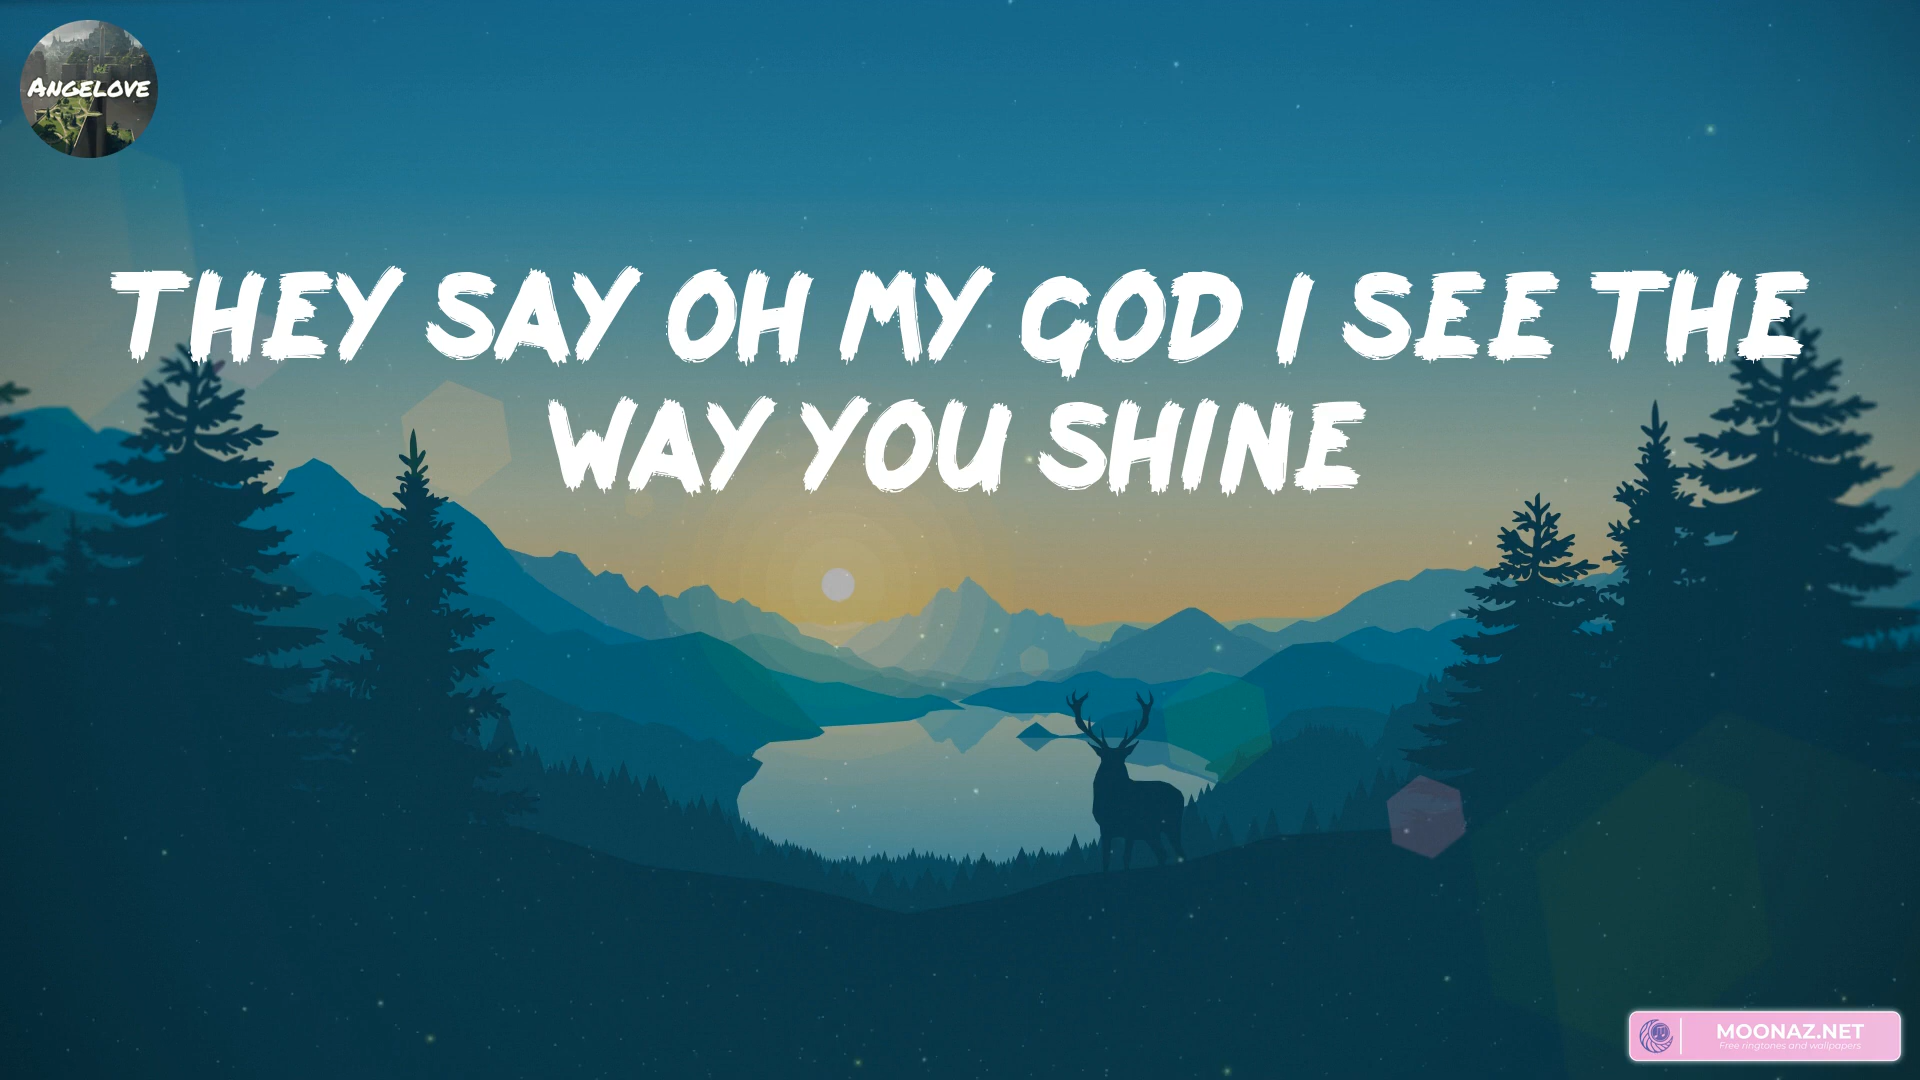 Angelove
THEY SAY OH MY GOD I SEE THE
WAY YOU SHINE
MOONAZ.NET
Free ringtones and wallpapers